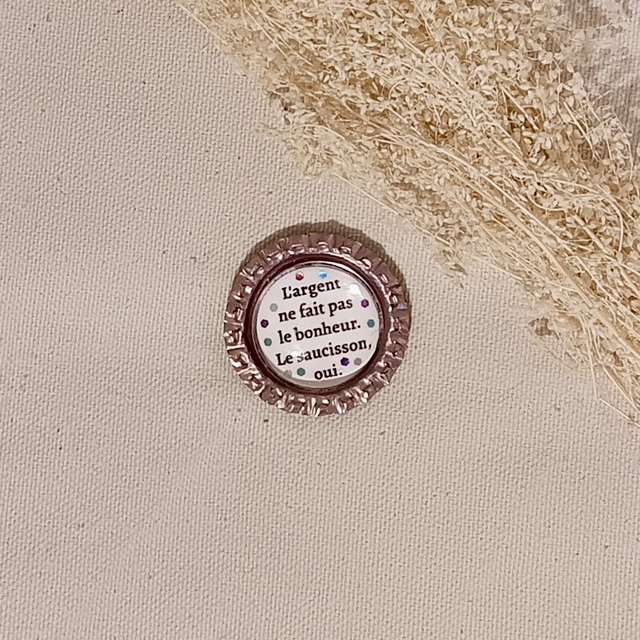 L'argent
ne fait pas
le bonheur.
Le saucisson,
oui.